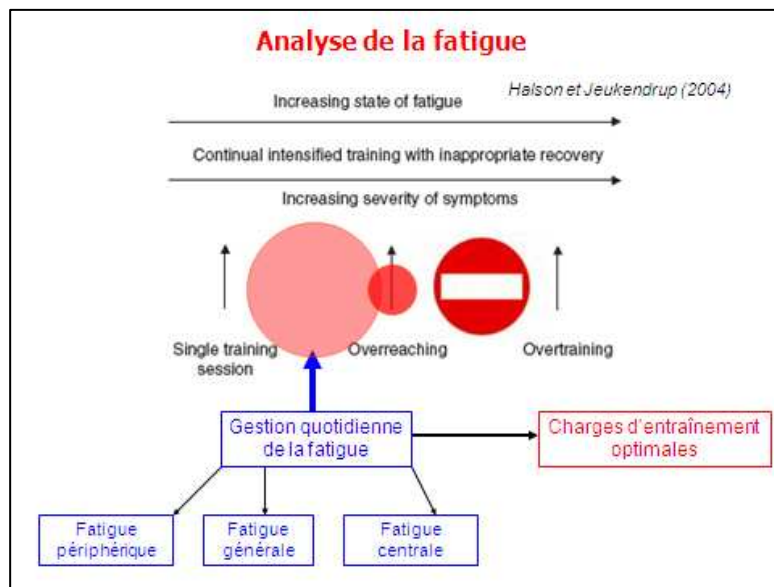 Analyse de la fatigue
Halson et Jeukendrup (2004)
Increasing state of fatigue
Continual intensified training with inappropriate recovery
Increasing severity of symptoms
Single training
session
Overreaching
Overtraining
Gestion quotidienne
de la fatigue
Charges d'entraînement
optimales
Fatigue
périphérique
Fatigue
générale
Fatigue
centrale